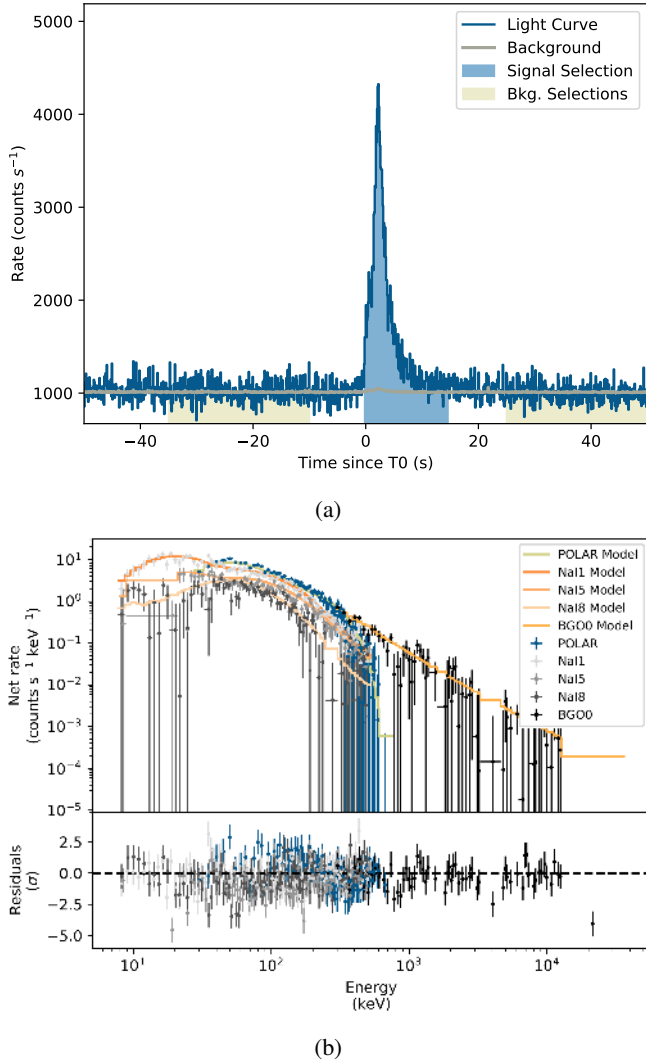 5000
4000
3000
2000
1000
Rate (counts s⁻¹)
Light Curve
Background
Signal Selection
Bkg. Selections
−40
−20
0
20
40
Time since T0 (s)
(a)
10¹
10⁰
10⁻¹
10⁻²
10⁻³
10⁻⁴
10⁻⁵
Net rate
(counts s⁻¹ keV⁻¹)
POLAR Model
NaI1 Model
NaI5 Model
NaI8 Model
BGO0 Model
POLAR
NaI1
NaI5
NaI8
BGO0
2.5
0.0
−2.5
−5.0
Residuals
(σ)
10¹
10²
10³
10⁴
Energy
(keV)
(b)